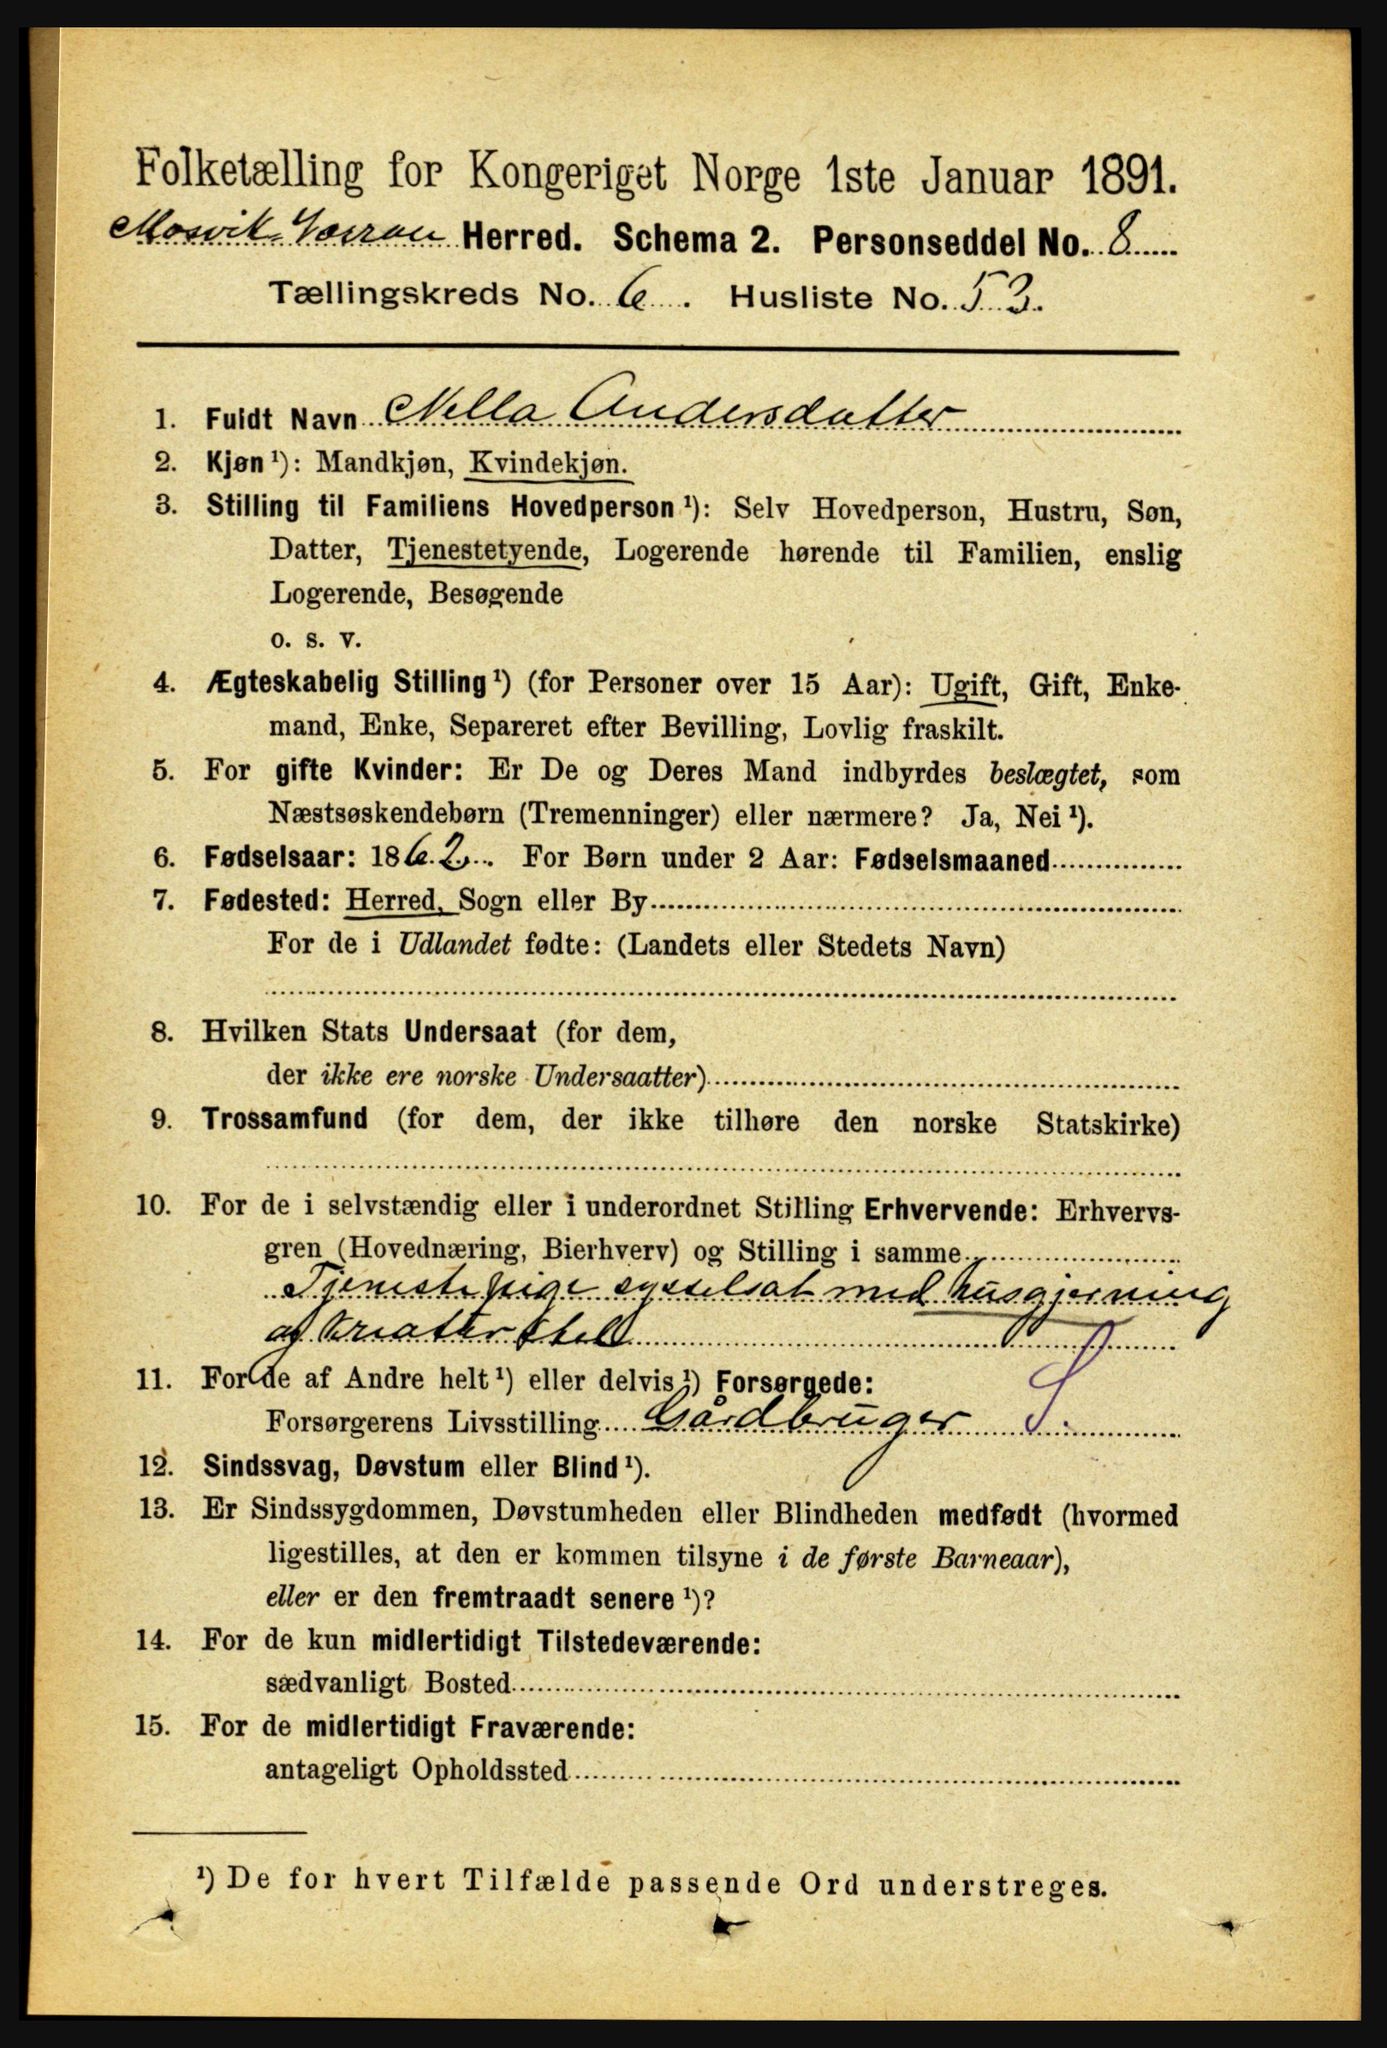 Folketælling for Kongeriget Norge 1ste Januar 1891.
Mosvik Værran Herred. Schema 2. Personseddel No. 8
Tællingskreds No. 6. Husliste No. 53.
1. Fuldt Navn Mella Andersdatter
2. Kjøn ¹): Mandkjøn, Kvindekjøn.
3. Stilling til Familiens Hovedperson ¹): Selv Hovedperson, Hustru, Søn,
Datter, Tjenestetyende, Logerende hørende til Familien, enslig
Logerende, Besøgende
o. s. v.
4. Ægteskabelig Stilling ¹) (for Personer over 15 Aar): Ugift, Gift, Enke-
mand, Enke, Separeret efter Bevilling, Lovlig fraskilt.
5. For gifte Kvinder: Er De og Deres Mand indbyrdes beslægtet, som
Næstsøskendebørn (Tremenninger) eller nærmere? Ja, Nei ¹).
6. Fødselsaar: 1862. For Børn under 2 Aar: Fødselsmaaned
7. Fødested: Herred, Sogn eller By
For de i Udlandet fødte: (Landets eller Stedets Navn)
8. Hvilken Stats Undersaat (for dem,
der ikke ere norske Undersaatter)
9. Trossamfund (for dem, der ikke tilhøre den norske Statskirke)
10. For de i selvstændig eller i underordnet Stilling Erhvervende: Erhvervs-
gren (Hovednæring, Bierhverv) og Stilling i samme
Tjenestepige sysselsat med husgjerning
og kreaturstel
11. For de af Andre helt ¹) eller delvis ¹) Forsørgede:
Forsørgerens Livsstilling Gårdbruger S.
12. Sindssvag, Døvstum eller Blind ¹).
13. Er Sindssygdommen, Døvstumheden eller Blindheden medfødt (hvormed
ligestilles, at den er kommen tilsyne i de første Barneaar),
eller er den fremtraadt senere ¹)?
14. For de kun midlertidigt Tilstedeværende:
sædvanligt Bosted
15. For de midlertidigt Fraværende:
antageligt Opholdssted
¹) De for hvert Tilfælde passende Ord understreges.